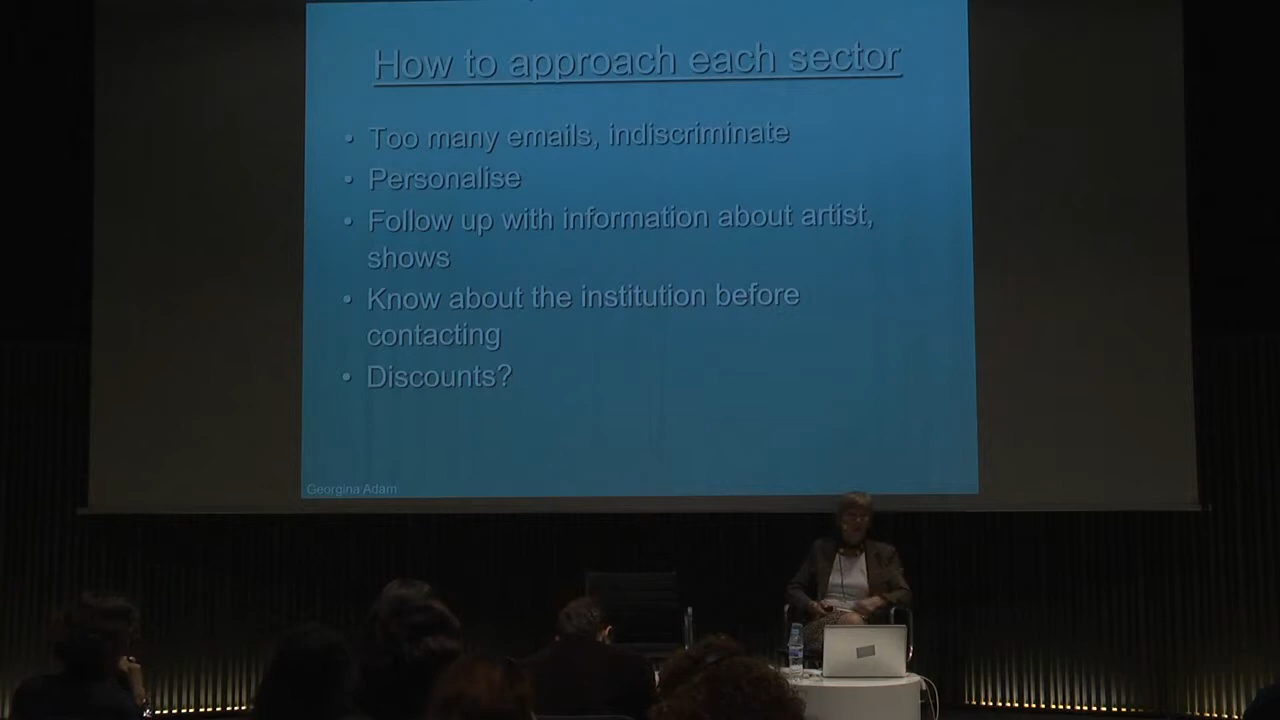 How to approach each sector
• Too many emails, indiscriminate
• Personalise
• Follow up with information about artist,
shows
• Know about the institution before
contacting
• Discounts?
Georgina Adam